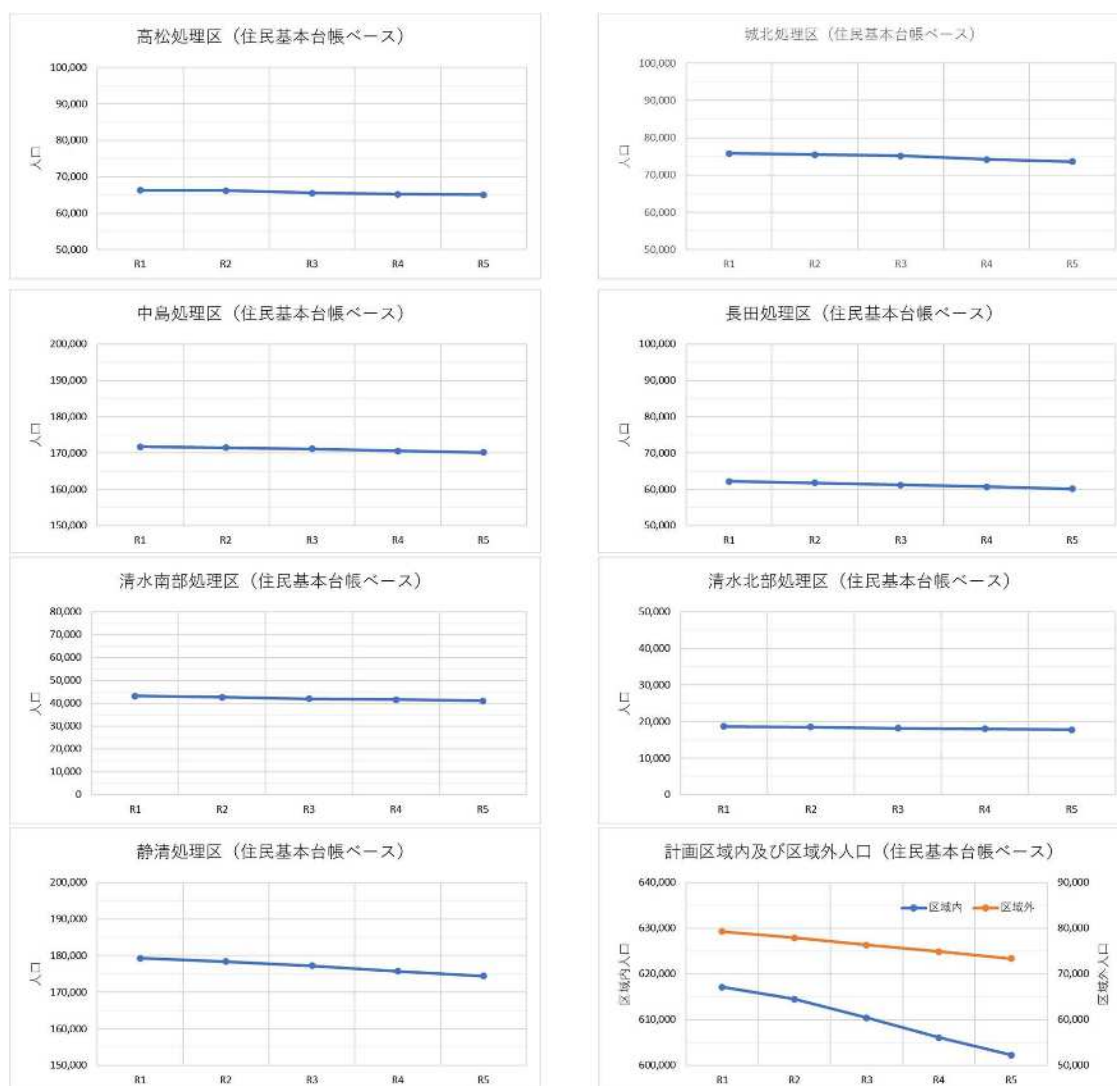 高松処理区（住民基本台帳ベース）
人口
100,000
90,000
80,000
70,000
60,000
50,000
R1 R2 R3 R4 R5
城北処理区（住民基本台帳ベース）
人口
100,000
90,000
80,000
70,000
60,000
50,000
R1 R2 R3 R4 R5
中島処理区（住民基本台帳ベース）
人口
200,000
190,000
180,000
170,000
160,000
150,000
R1 R2 R3 R4 R5
長田処理区（住民基本台帳ベース）
人口
100,000
90,000
80,000
70,000
60,000
50,000
R1 R2 R3 R4 R5
清水南部処理区（住民基本台帳ベース）
人口
80,000
70,000
60,000
50,000
40,000
30,000
20,000
10,000
0
R1 R2 R3 R4 R5
清水北部処理区（住民基本台帳ベース）
人口
50,000
40,000
30,000
20,000
10,000
0
R1 R2 R3 R4 R5
静清処理区（住民基本台帳ベース）
人口
200,000
190,000
180,000
170,000
160,000
150,000
R1 R2 R3 R4 R5
計画区域内及び区域外人口（住民基本台帳ベース）
区域内 区域外
区域内人口
640,000
630,000
620,000
610,000
600,000
90,000
80,000
70,000
60,000
50,000
区域外人口
R1 R2 R3 R4 R5